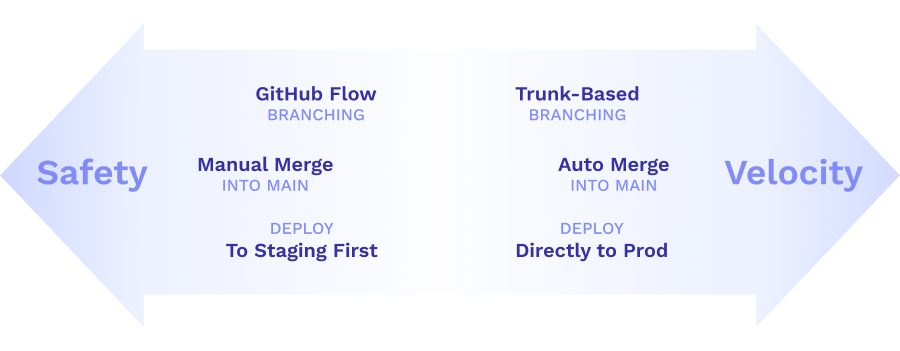 GitHub Flow
BRANCHING
Trunk-Based
BRANCHING
Safety
Manual Merge
INTO MAIN
Auto Merge
INTO MAIN
Velocity
DEPLOY
To Staging First
DEPLOY
Directly to Prod